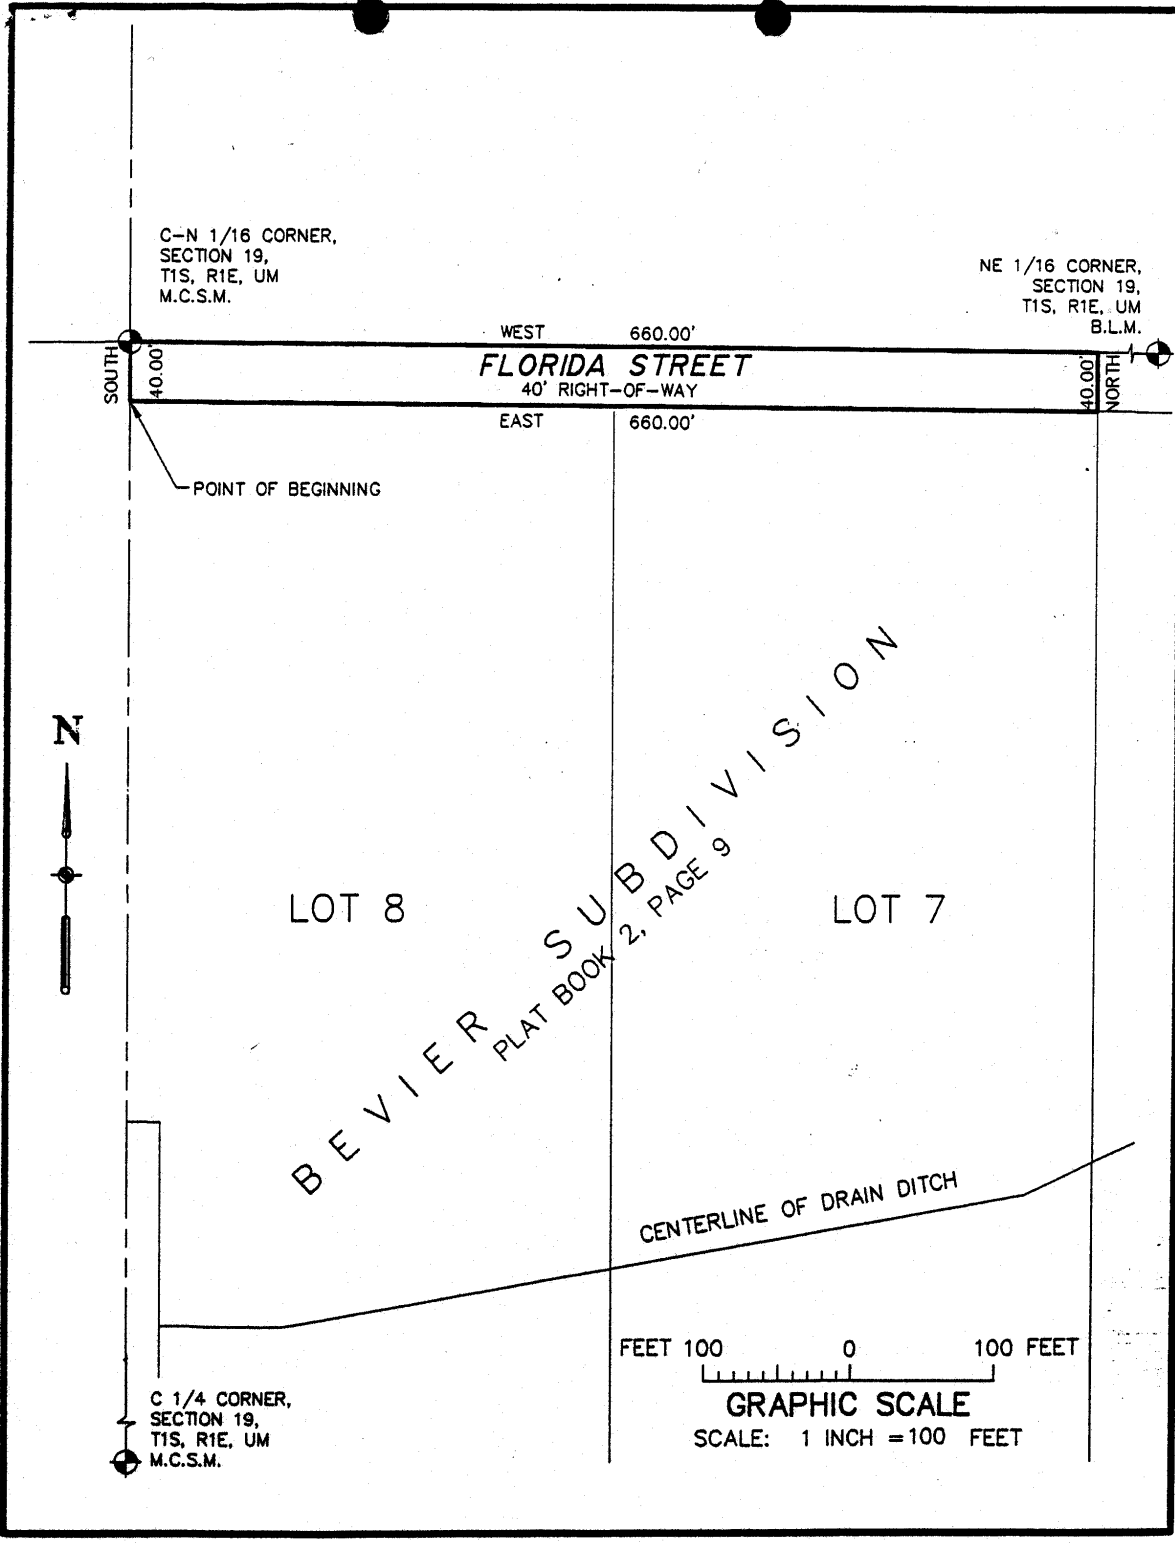 C-N 1/16 CORNER,
SECTION 19,
T1S, R1E, UM
M.C.S.M.
NE 1/16 CORNER,
SECTION 19,
T1S, R1E, UM
B.L.M.
WEST 660.00'
SOUTH
40.00'
FLORIDA STREET
40' RIGHT-OF-WAY
40.00'
NORTH
EAST 660.00'
POINT OF BEGINNING
N
LOT 8
LOT 7
BEVIER SUBDIVISION
PLAT BOOK 2, PAGE 9
CENTERLINE OF DRAIN DITCH
FEET 100 0 100 FEET
GRAPHIC SCALE
SCALE: 1 INCH =100 FEET
C 1/4 CORNER,
SECTION 19,
T1S, R1E, UM
M.C.S.M.